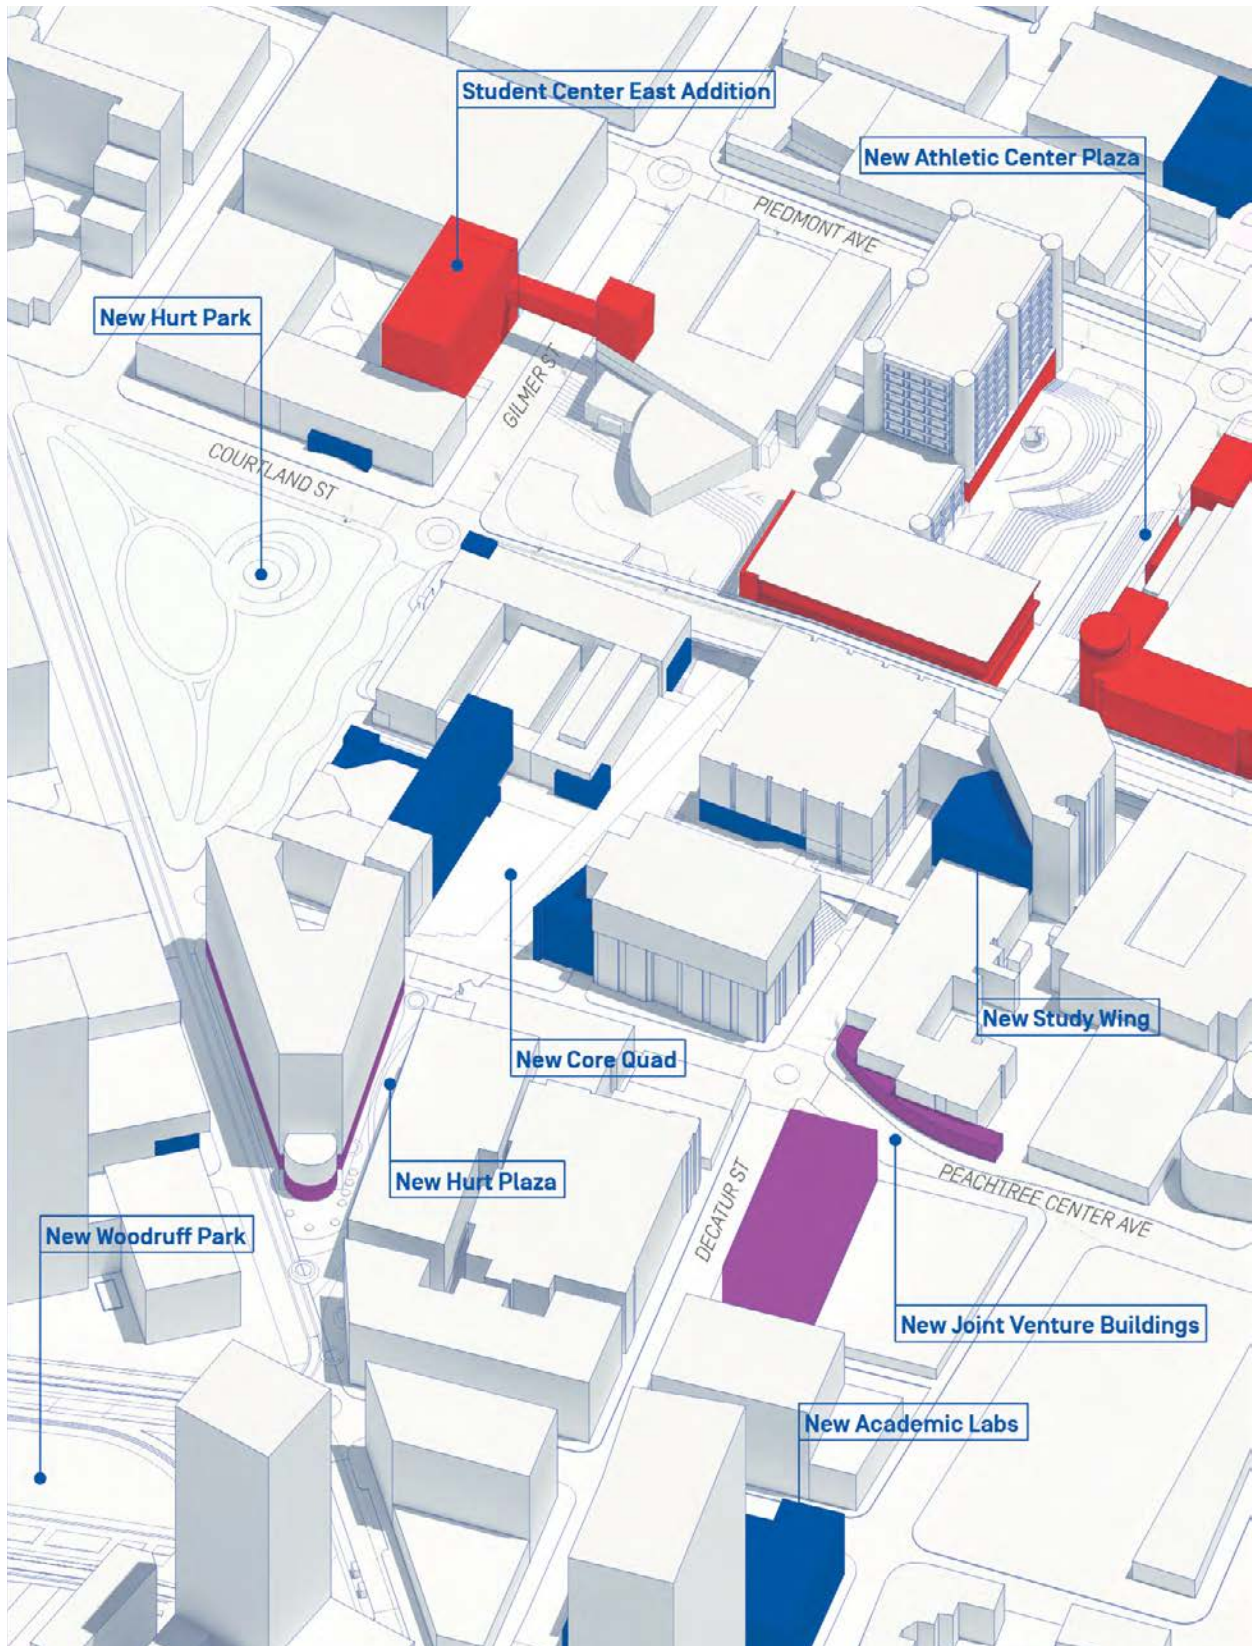 Student Center East Addition
New Athletic Center Plaza
PIEDMONT AVE
New Hurt Park
GILMER ST
COURTLAND ST
New Study Wing
New Core Quad
New Hurt Plaza
DECATUR ST
PEACHTREE CENTER AVE
New Woodruff Park
New Joint Venture Buildings
New Academic Labs